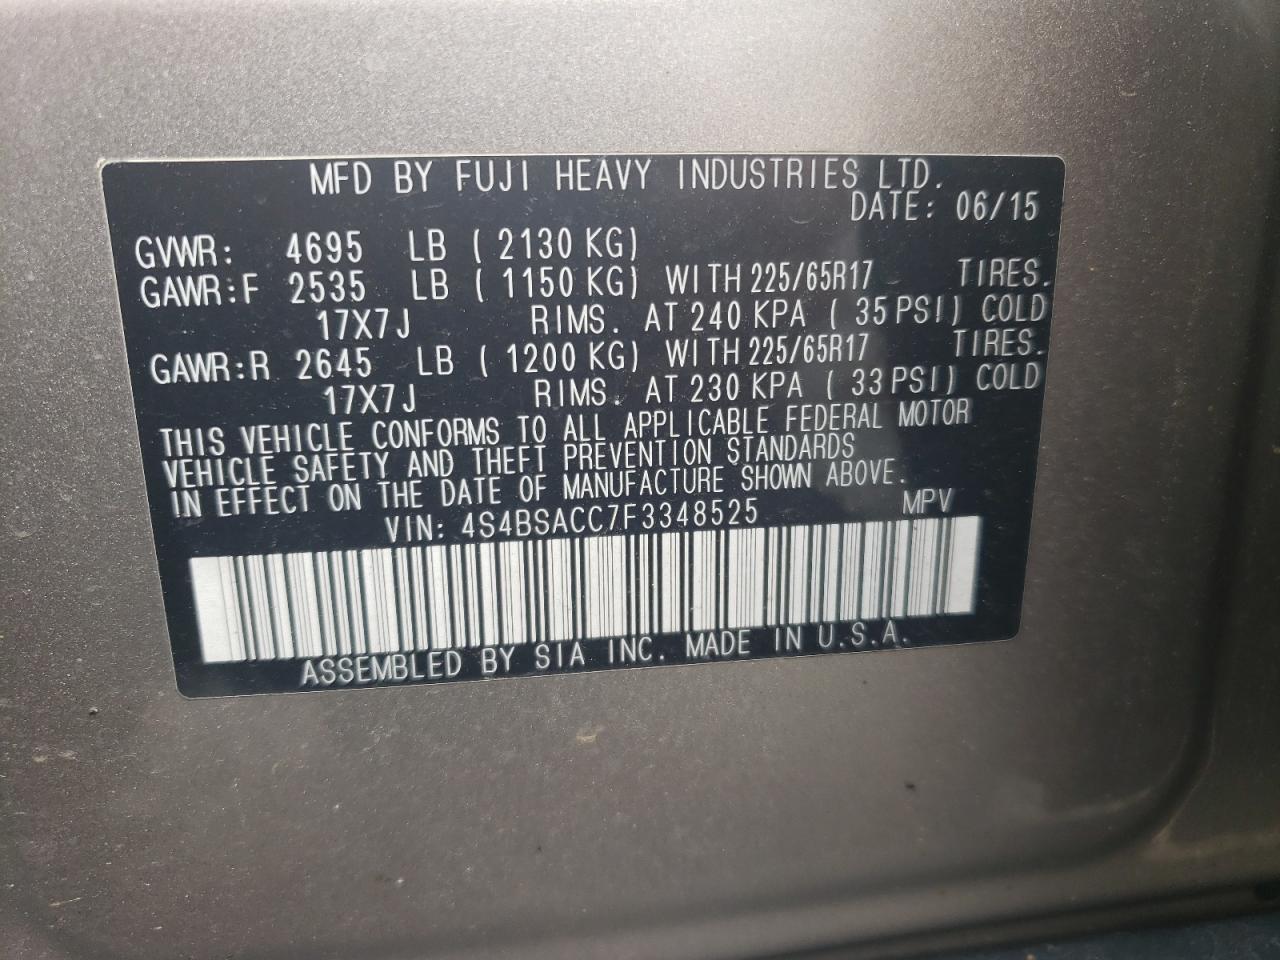 MFD BY FUJI HEAVY INDUSTRIES LTD.
DATE: 06/15
GVWR: 4695 LB ( 2130 KG)
GAWR:F 2535 LB ( 1150 KG) WITH 225/65R17 TIRES.
17X7J RIMS. AT 240 KPA ( 35 PSI) COLD
GAWR:R 2645 LB ( 1200 KG) WITH 225/65R17 TIRES.
17X7J RIMS. AT 230 KPA ( 33 PSI) COLD
THIS VEHICLE CONFORMS TO ALL APPLICABLE FEDERAL MOTOR
VEHICLE SAFETY AND THEFT PREVENTION STANDARDS
IN EFFECT ON THE DATE OF MANUFACTURE SHOWN ABOVE.
VIN: 4S4BSACC7F3348525 MPV
ASSEMBLED BY SIA INC. MADE IN U.S.A.